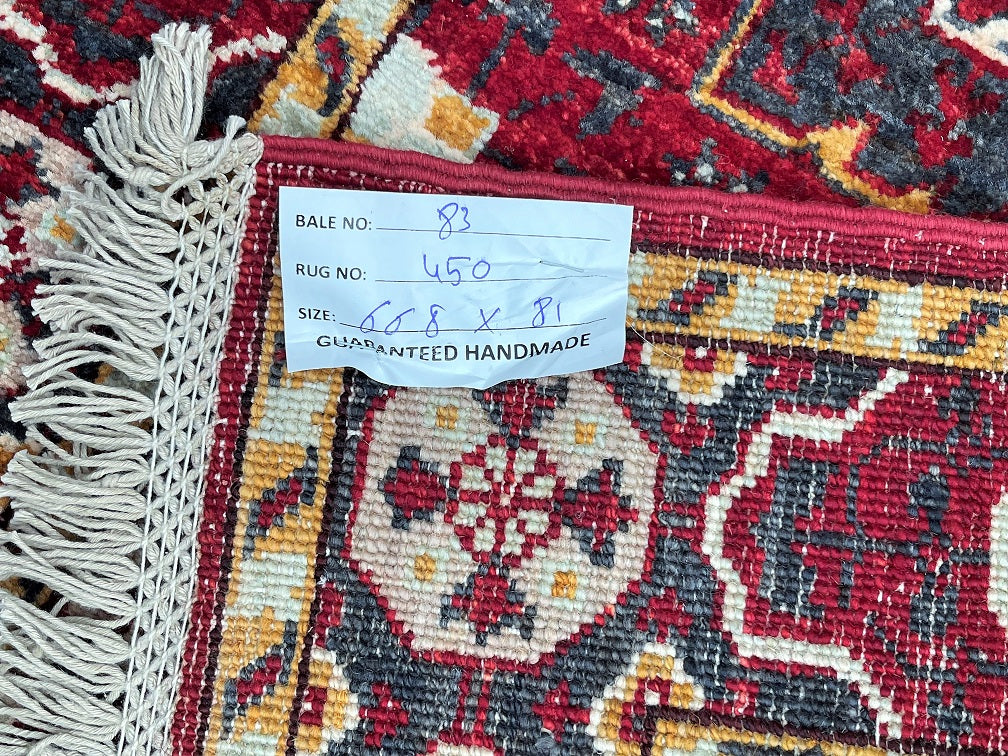 BALE NO: 83
RUG NO: 450
SIZE: 668 x 81
GUARANTEED HANDMADE